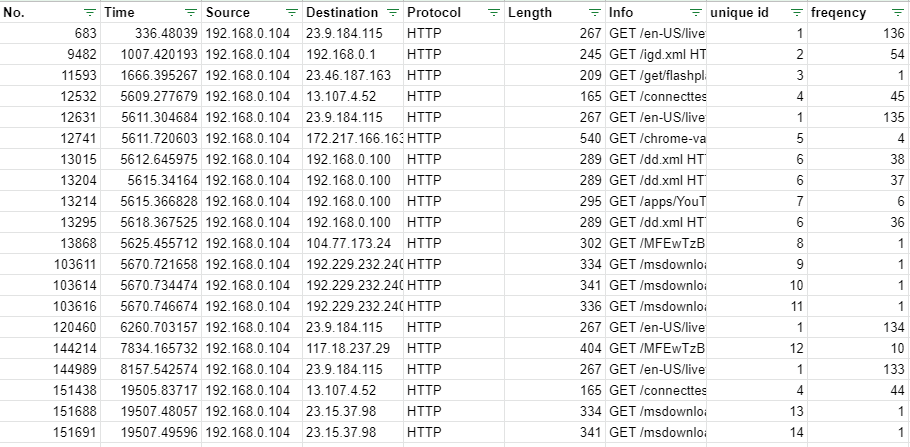 No. Time Source Destination Protocol Length Info unique id freqency
683 336.48039 192.168.0.104 23.9.184.115 HTTP 267 GET /en-US/live 1 136
9482 1007.420193 192.168.0.104 192.168.0.1 HTTP 245 GET /igd.xml HT 2 54
11593 1666.395267 192.168.0.104 23.46.187.163 HTTP 209 GET /get/flashpl 3 1
12532 5609.277679 192.168.0.104 13.107.4.52 HTTP 165 GET /connecttes 4 45
12631 5611.304684 192.168.0.104 23.9.184.115 HTTP 267 GET /en-US/live 1 135
12741 5611.720603 192.168.0.104 172.217.166.163 HTTP 540 GET /chrome-va 5 4
13015 5612.645975 192.168.0.104 192.168.0.100 HTTP 289 GET /dd.xml HT 6 38
13204 5615.34164 192.168.0.104 192.168.0.100 HTTP 289 GET /dd.xml HT 6 37
13214 5615.366828 192.168.0.104 192.168.0.100 HTTP 295 GET /apps/YouT 7 6
13295 5618.367525 192.168.0.104 192.168.0.100 HTTP 289 GET /dd.xml HT 6 36
13868 5625.455712 192.168.0.104 104.77.173.24 HTTP 302 GET /MFEwTzB 8 1
103611 5670.721658 192.168.0.104 192.229.232.240 HTTP 334 GET /msdownloa 9 1
103614 5670.734474 192.168.0.104 192.229.232.240 HTTP 341 GET /msdownloa 10 1
103616 5670.746674 192.168.0.104 192.229.232.240 HTTP 336 GET /msdownloa 11 1
120460 6260.703157 192.168.0.104 23.9.184.115 HTTP 267 GET /en-US/live 1 134
144214 7834.165732 192.168.0.104 117.18.237.29 HTTP 404 GET /MFEwTzB 12 10
144989 8157.542574 192.168.0.104 23.9.184.115 HTTP 267 GET /en-US/live 1 133
151438 19505.83717 192.168.0.104 13.107.4.52 HTTP 165 GET /connecttes 4 44
151688 19507.48057 192.168.0.104 23.15.37.98 HTTP 334 GET /msdownloa 13 1
151691 19507.49596 192.168.0.104 23.15.37.98 HTTP 341 GET /msdownloa 14 1